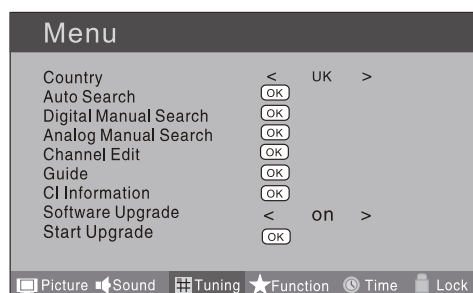 Menu
Country < UK >
Auto Search OK
Digital Manual Search OK
Analog Manual Search OK
Channel Edit OK
Guide OK
CI Information OK
Software Upgrade < on >
Start Upgrade OK
Picture Sound Tuning Function Time Lock